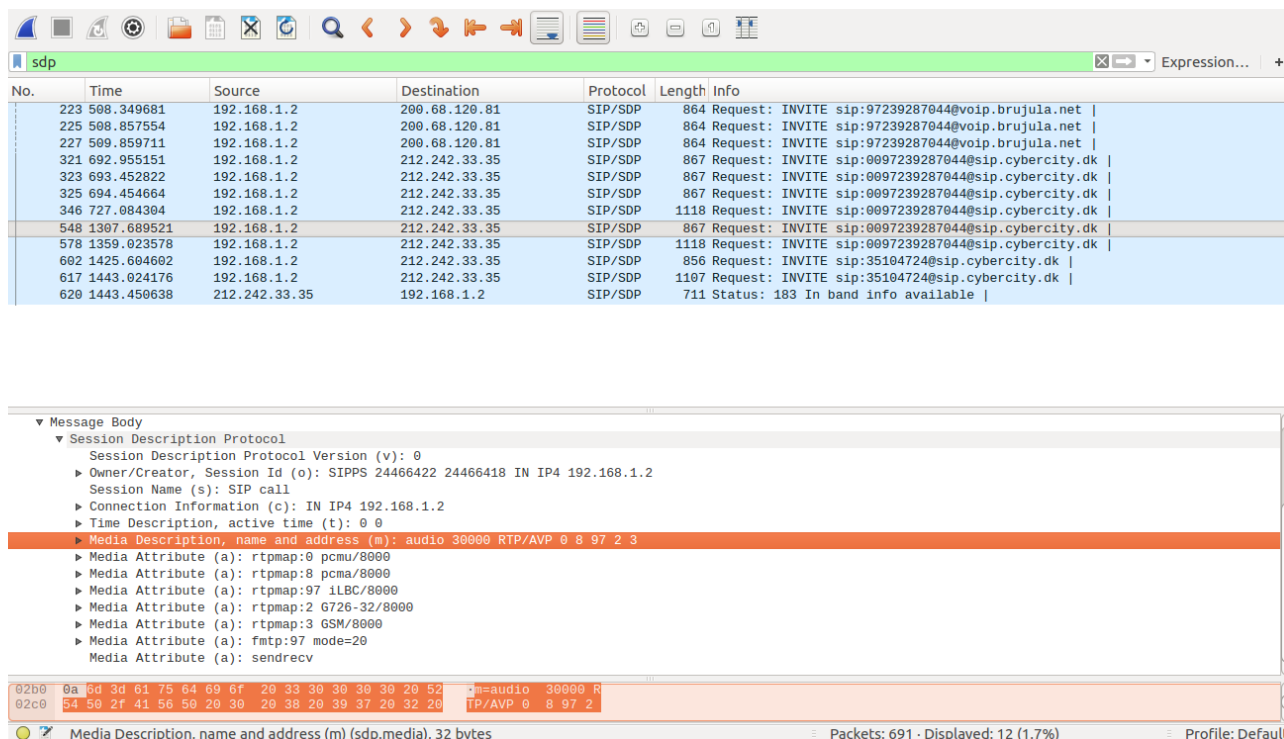 sdp Expression... +
No. Time Source Destination Protocol Length Info
223 508.349681 192.168.1.2 200.68.120.81 SIP/SDP 864 Request: INVITE sip:97239287044@voip.brujula.net |
225 508.857554 192.168.1.2 200.68.120.81 SIP/SDP 864 Request: INVITE sip:97239287044@voip.brujula.net |
227 509.859711 192.168.1.2 200.68.120.81 SIP/SDP 864 Request: INVITE sip:97239287044@voip.brujula.net |
321 692.955151 192.168.1.2 212.242.33.35 SIP/SDP 867 Request: INVITE sip:0097239287044@sip.cybercity.dk |
323 693.452822 192.168.1.2 212.242.33.35 SIP/SDP 867 Request: INVITE sip:0097239287044@sip.cybercity.dk |
325 694.454664 192.168.1.2 212.242.33.35 SIP/SDP 867 Request: INVITE sip:0097239287044@sip.cybercity.dk |
346 727.084304 192.168.1.2 212.242.33.35 SIP/SDP 1118 Request: INVITE sip:0097239287044@sip.cybercity.dk |
548 1307.689521 192.168.1.2 212.242.33.35 SIP/SDP 867 Request: INVITE sip:0097239287044@sip.cybercity.dk |
578 1359.023578 192.168.1.2 212.242.33.35 SIP/SDP 1118 Request: INVITE sip:0097239287044@sip.cybercity.dk |
602 1425.604602 192.168.1.2 212.242.33.35 SIP/SDP 856 Request: INVITE sip:35104724@sip.cybercity.dk |
617 1443.024176 192.168.1.2 212.242.33.35 SIP/SDP 1107 Request: INVITE sip:35104724@sip.cybercity.dk |
620 1443.450638 212.242.33.35 192.168.1.2 SIP/SDP 711 Status: 183 In band info available |
Message Body
Session Description Protocol
Session Description Protocol Version (v): 0
Owner/Creator, Session Id (o): SIPPS 24466422 24466418 IN IP4 192.168.1.2
Session Name (s): SIP call
Connection Information (c): IN IP4 192.168.1.2
Time Description, active time (t): 0 0
Media Description, name and address (m): audio 30000 RTP/AVP 0 8 97 2 3
Media Attribute (a): rtpmap:0 pcmu/8000
Media Attribute (a): rtpmap:8 pcma/8000
Media Attribute (a): rtpmap:97 iLBC/8000
Media Attribute (a): rtpmap:2 G726-32/8000
Media Attribute (a): rtpmap:3 GSM/8000
Media Attribute (a): fmtp:97 mode=20
Media Attribute (a): sendrecv
02b0 0a 6d 3d 61 75 64 69 6f 20 33 30 30 30 30 20 52 ·m=audio 30000 R
02c0 54 50 2f 41 56 50 20 30 20 38 20 39 37 20 32 20 TP/AVP 0 8 97 2
Media Description, name and address (m) (sdp.media), 32 bytes Packets: 691 · Displayed: 12 (1.7%) Profile: Defaul